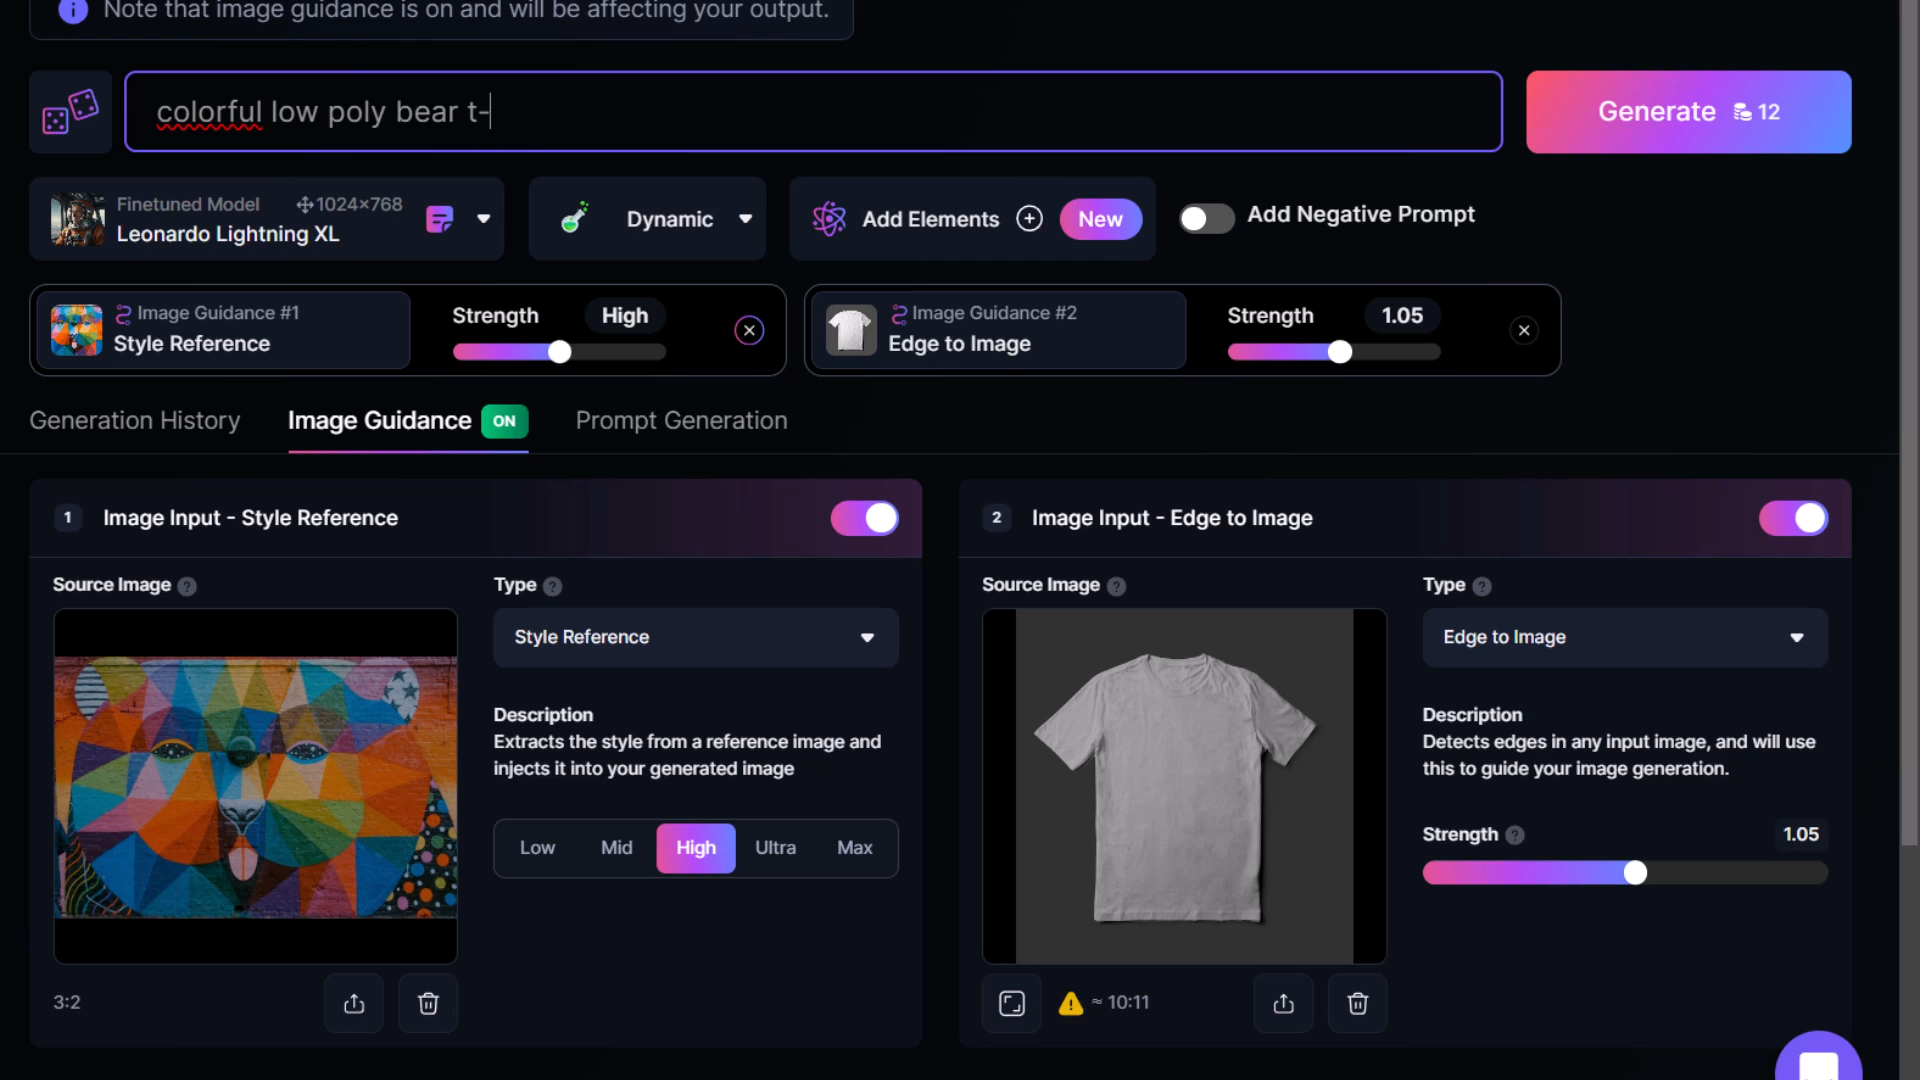 Note that image guidance is on and will be affecting your output.
colorful low poly bear t-
Generate 12
Finetuned Model 1024×768
Leonardo Lightning XL
Dynamic
Add Elements
New
Add Negative Prompt
Image Guidance #1
Style Reference
Strength High
Image Guidance #2
Edge to Image
Strength 1.05
Generation History
Image Guidance ON
Prompt Generation
1 Image Input - Style Reference
Source Image ?
Type ?
Style Reference
Description
Extracts the style from a reference image and
injects it into your generated image
Low Mid High Ultra Max
3:2
2 Image Input - Edge to Image
Source Image ?
Type ?
Edge to Image
Description
Detects edges in any input image, and will use
this to guide your image generation.
Strength ? 1.05
≈ 10:11